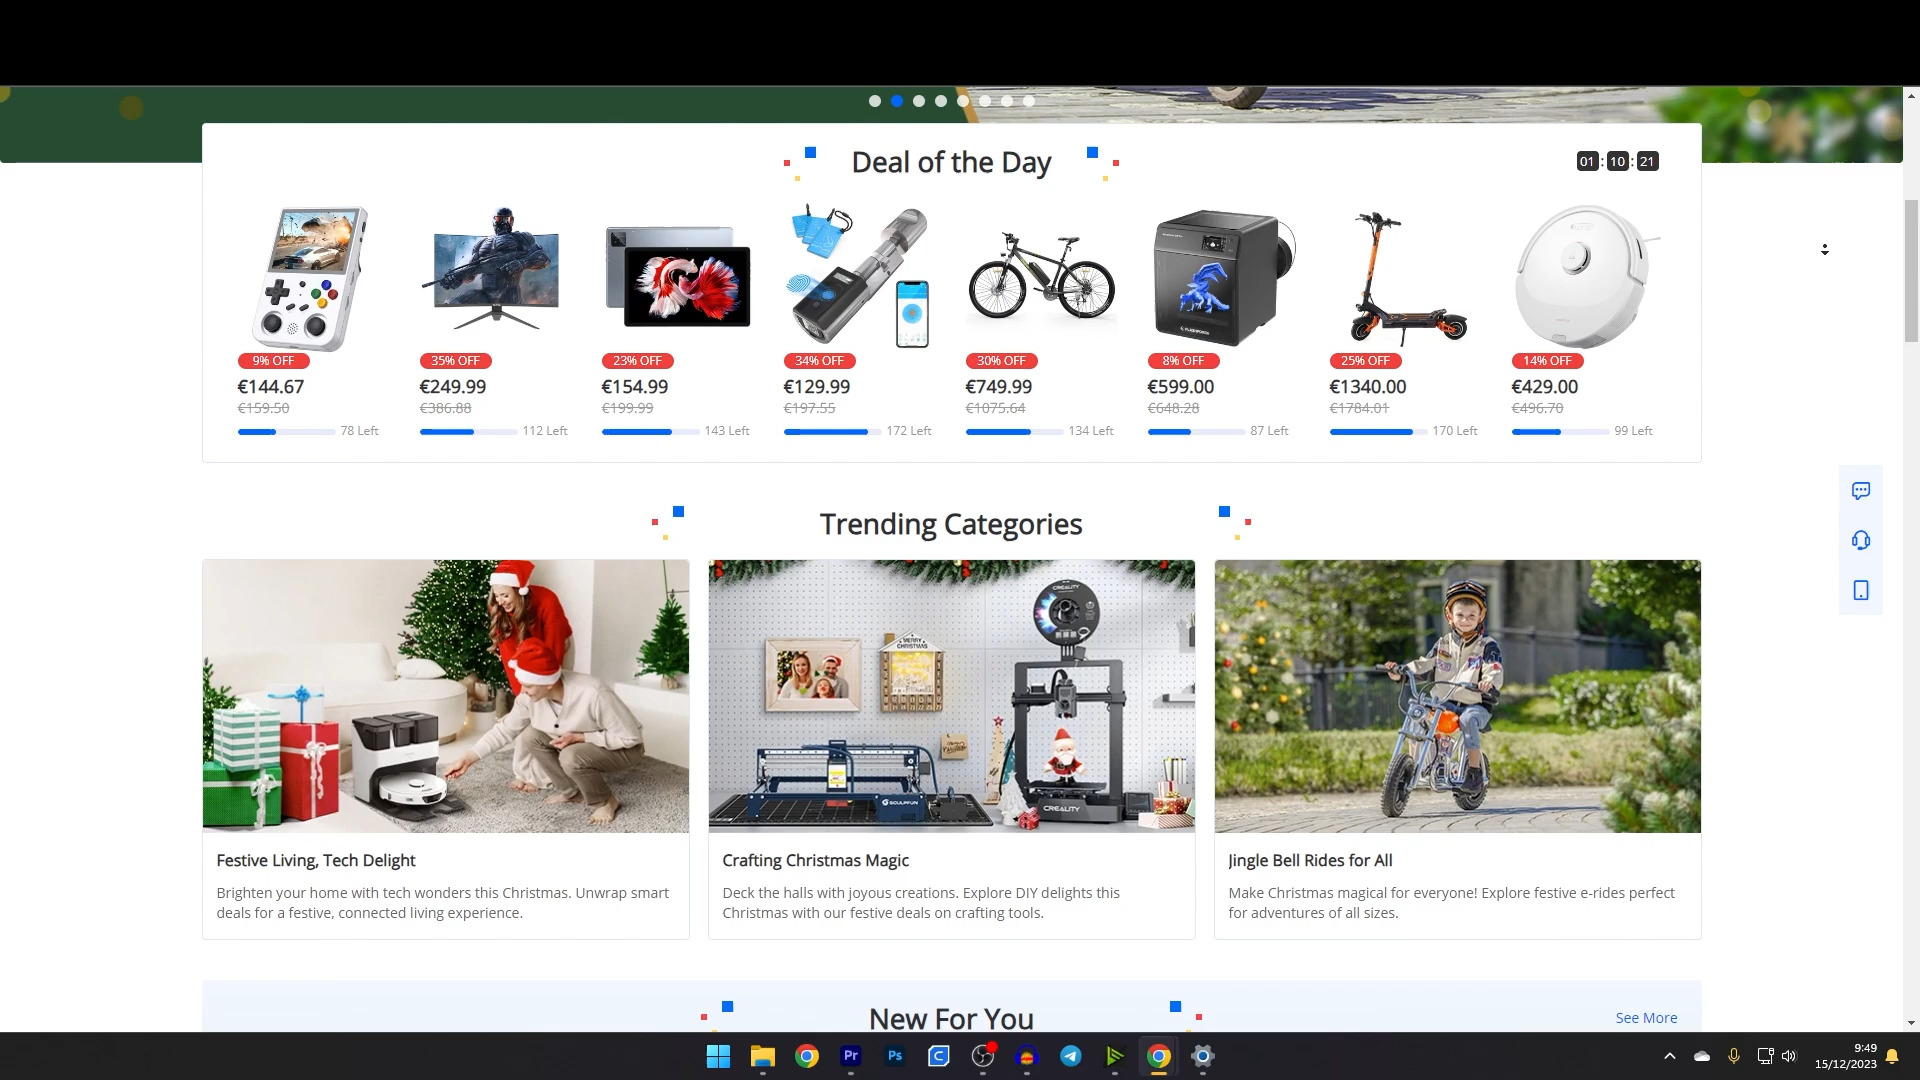 Deal of the Day
01 : 10 : 21
9% OFF
€144.67
€159.50
78 Left
35% OFF
€249.99
€386.88
112 Left
23% OFF
€154.99
€199.99
143 Left
34% OFF
€129.99
€197.55
172 Left
30% OFF
€749.99
€1075.64
134 Left
8% OFF
€599.00
€648.28
87 Left
25% OFF
€1340.00
€1784.01
170 Left
14% OFF
€429.00
€496.70
99 Left
Trending Categories
MERRY
CHRISTMAS
CREALITY
SCULPFUN
CREALITY
Festive Living, Tech Delight
Brighten your home with tech wonders this Christmas. Unwrap smart
deals for a festive, connected living experience.
Crafting Christmas Magic
Deck the halls with joyous creations. Explore DIY delights this
Christmas with our festive deals on crafting tools.
Jingle Bell Rides for All
Make Christmas magical for everyone! Explore festive e-rides perfect
for adventures of all sizes.
New For You
See More
Pr
Ps
9:49
15/12/2023